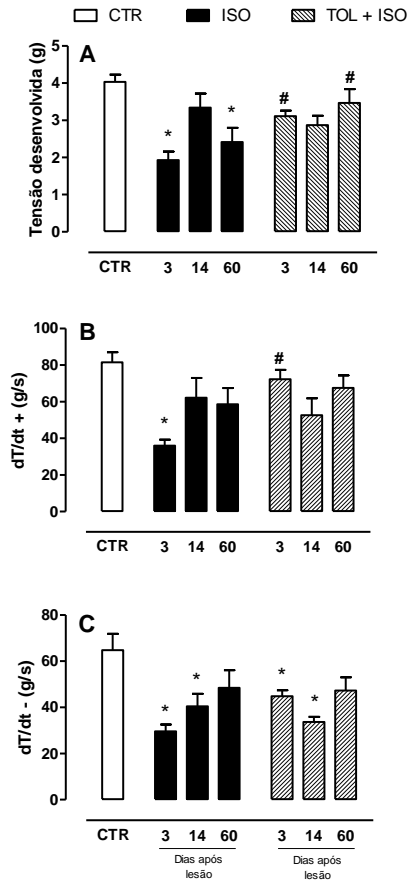 CTR ISO TOL + ISO
A
Tensão desenvolvida (g)
5
4
3
2
1
0
* * # #
CTR 3 14 60 3 14 60
B
dT/dt + (g/s)
100
80
60
40
20
0
* #
CTR 3 14 60 3 14 60
C
dT/dt - (g/s)
80
60
40
20
0
* * * *
CTR 3 14 60 3 14 60
Dias após Dias após
lesão lesão